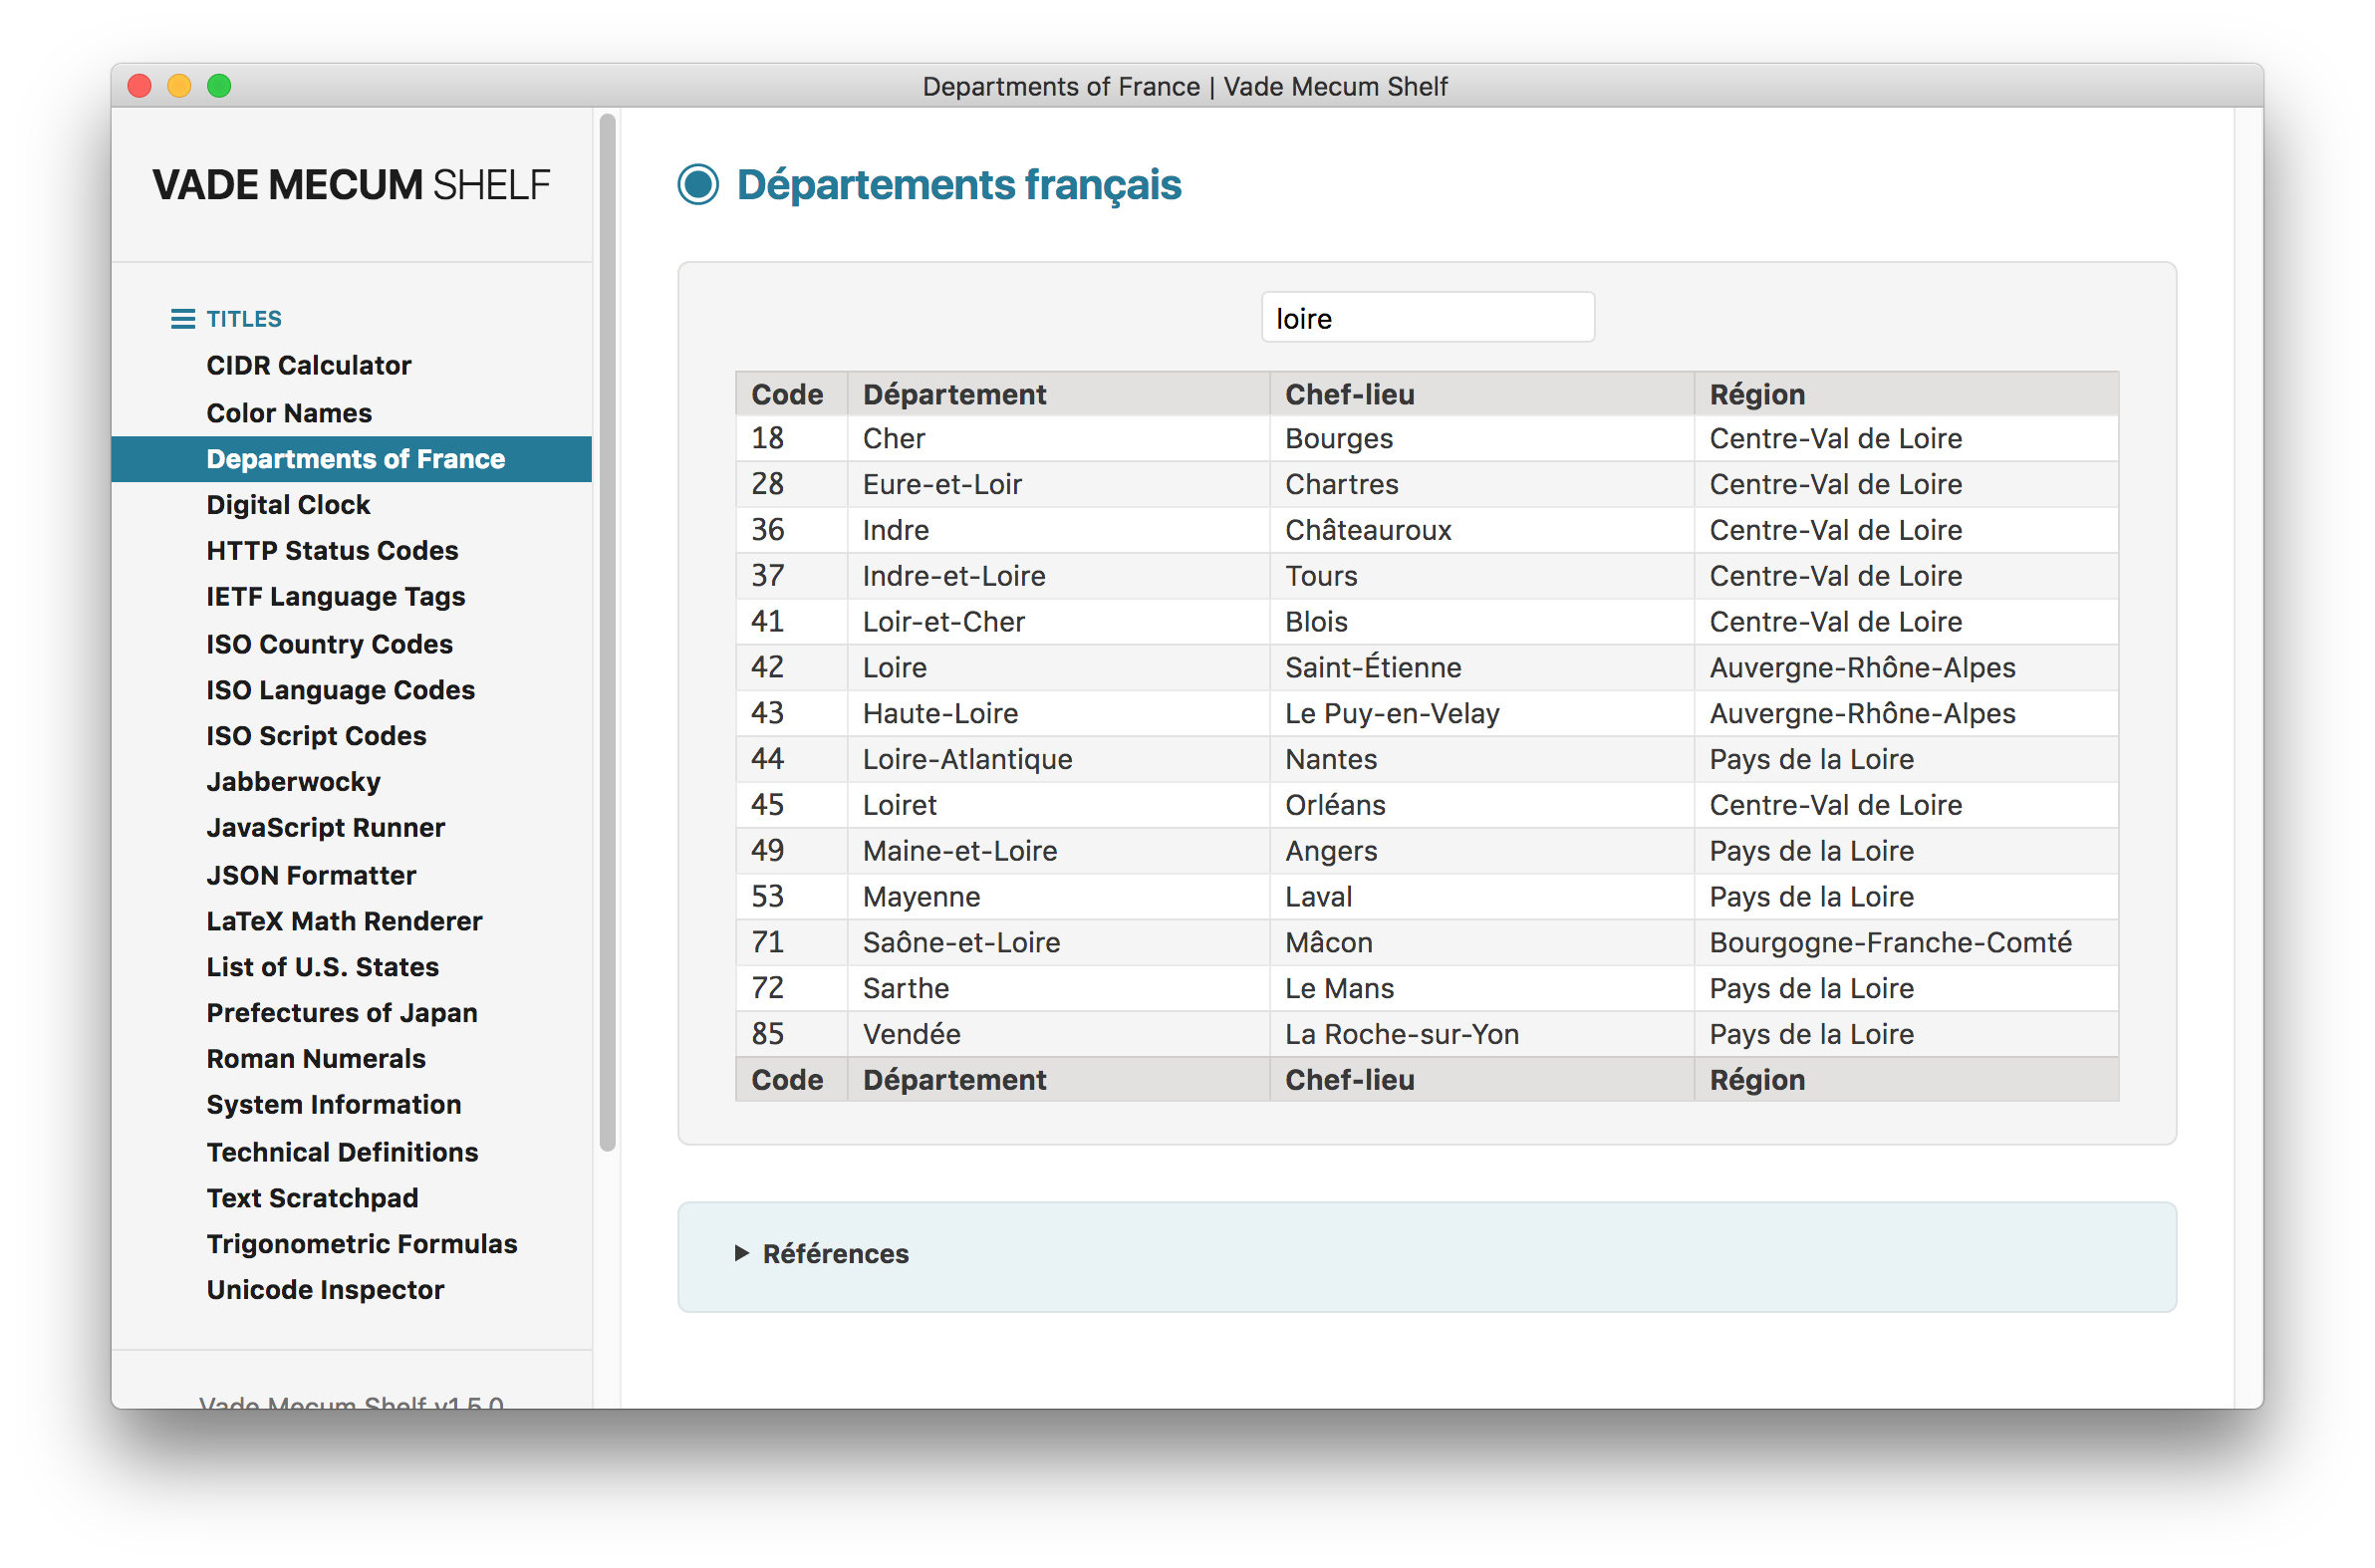 Departments of France | Vade Mecum Shelf
VADE MECUM SHELF
TITLES
CIDR Calculator
Color Names
Departments of France
Digital Clock
HTTP Status Codes
IETF Language Tags
ISO Country Codes
ISO Language Codes
ISO Script Codes
Jabberwocky
JavaScript Runner
JSON Formatter
LaTeX Math Renderer
List of U.S. States
Prefectures of Japan
Roman Numerals
System Information
Technical Definitions
Text Scratchpad
Trigonometric Formulas
Unicode Inspector
Vade Mecum Shelf v1.5.0
Départements français
loire
Code Département Chef-lieu Région
18 Cher Bourges Centre-Val de Loire
28 Eure-et-Loir Chartres Centre-Val de Loire
36 Indre Châteauroux Centre-Val de Loire
37 Indre-et-Loire Tours Centre-Val de Loire
41 Loir-et-Cher Blois Centre-Val de Loire
42 Loire Saint-Étienne Auvergne-Rhône-Alpes
43 Haute-Loire Le Puy-en-Velay Auvergne-Rhône-Alpes
44 Loire-Atlantique Nantes Pays de la Loire
45 Loiret Orléans Centre-Val de Loire
49 Maine-et-Loire Angers Pays de la Loire
53 Mayenne Laval Pays de la Loire
71 Saône-et-Loire Mâcon Bourgogne-Franche-Comté
72 Sarthe Le Mans Pays de la Loire
85 Vendée La Roche-sur-Yon Pays de la Loire
Code Département Chef-lieu Région
Références